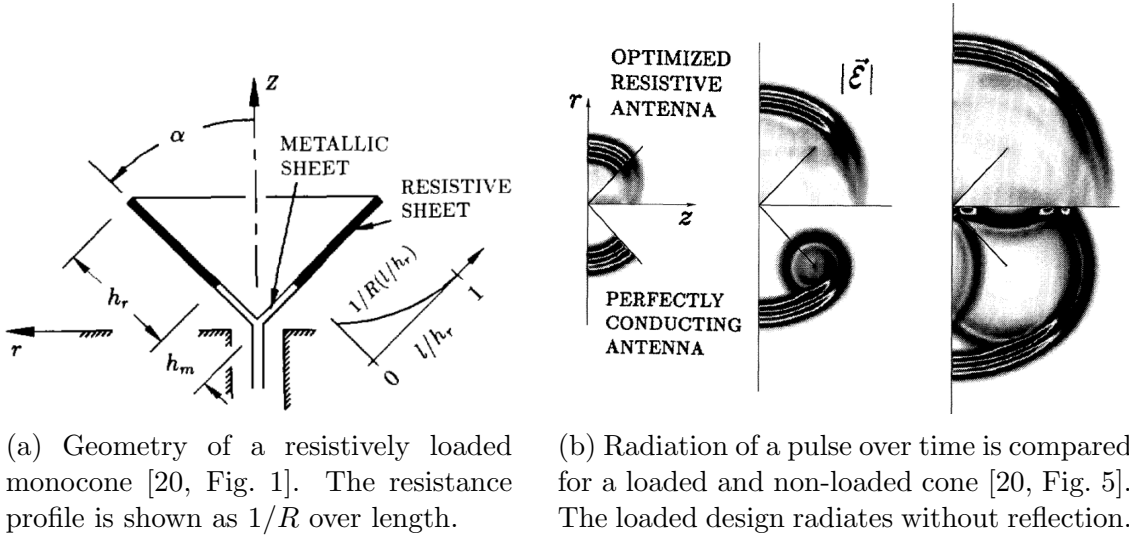 Z
α
METALLIC
SHEET
RESISTIVE
SHEET
h_r
1/R(l/h_r)
1
l/h_r
0
r
h_m
OPTIMIZED
RESISTIVE
ANTENNA
r
z
PERFECTLY
CONDUCTING
ANTENNA
|\vec{ℰ}|
(a) Geometry of a resistively loaded
monocone [20, Fig. 1]. The resistance
profile is shown as 1/R over length.
(b) Radiation of a pulse over time is compared
for a loaded and non-loaded cone [20, Fig. 5].
The loaded design radiates without reflection.